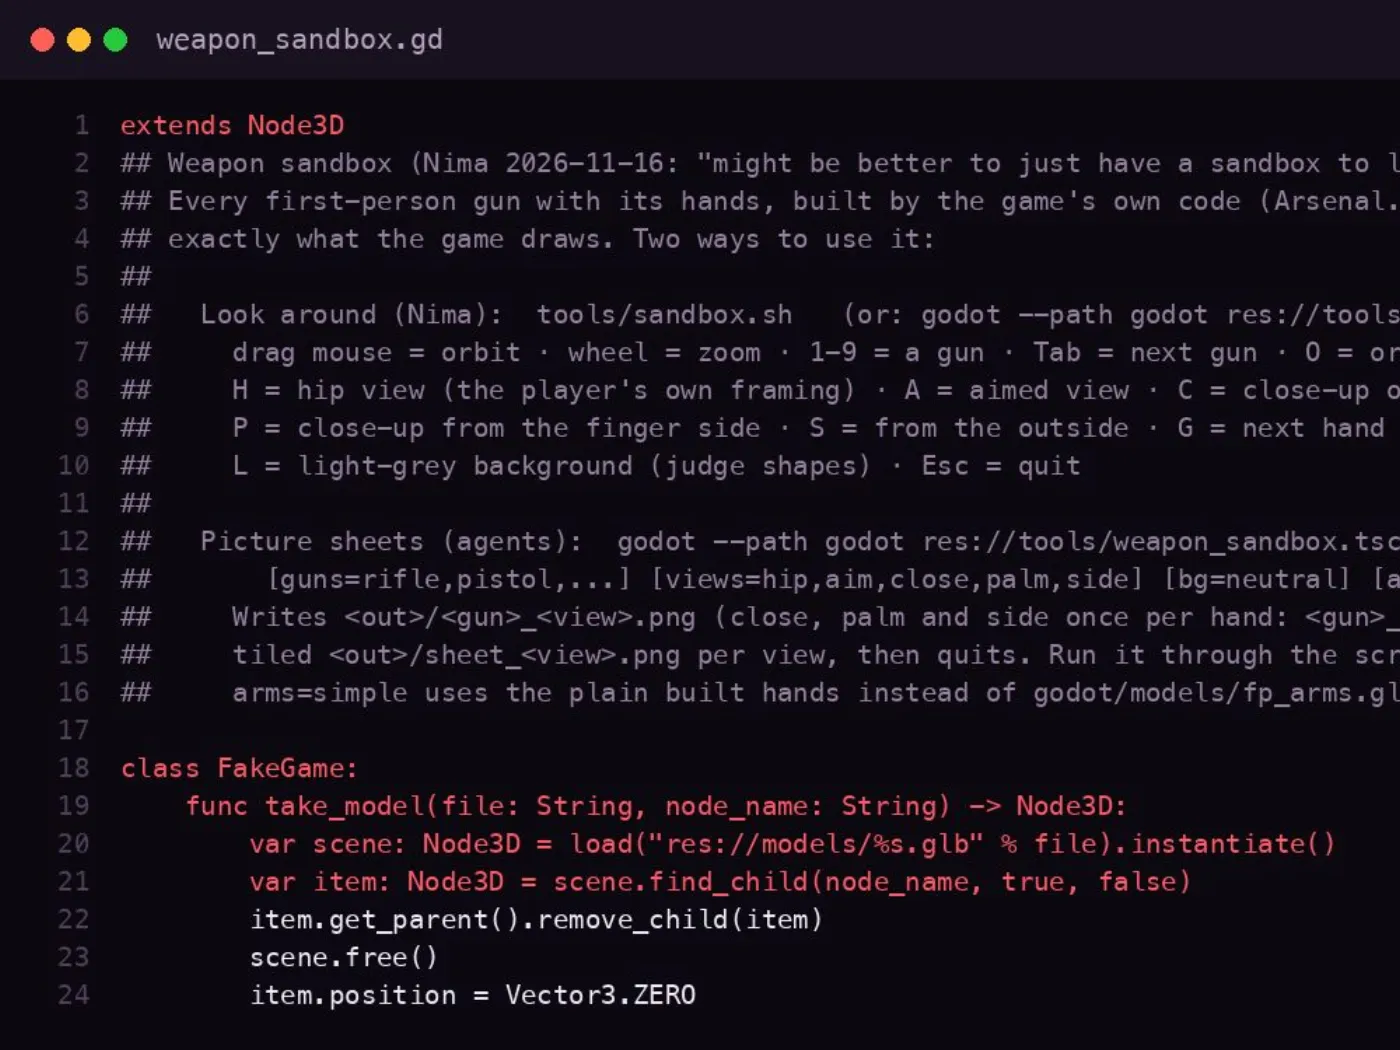 weapon_sandbox.gd
1 extends Node3D
2 ## Weapon sandbox (Nima 2026-11-16: "might be better to just have a sandbox to l
3 ## Every first-person gun with its hands, built by the game's own code (Arsenal.
4 ## exactly what the game draws. Two ways to use it:
5 ##
6 ##   Look around (Nima):  tools/sandbox.sh   (or: godot --path godot res://tools
7 ##     drag mouse = orbit · wheel = zoom · 1-9 = a gun · Tab = next gun · O = or
8 ##     H = hip view (the player's own framing) · A = aimed view · C = close-up o
9 ##     P = close-up from the finger side · S = from the outside · G = next hand
10 ##     L = light-grey background (judge shapes) · Esc = quit
11 ##
12 ##   Picture sheets (agents):  godot --path godot res://tools/weapon_sandbox.tsc
13 ##       [guns=rifle,pistol,...] [views=hip,aim,close,palm,side] [bg=neutral] [a
14 ##     Writes <out>/<gun>_<view>.png (close, palm and side once per hand: <gun>_
15 ##     tiled <out>/sheet_<view>.png per view, then quits. Run it through the scr
16 ##     arms=simple uses the plain built hands instead of godot/models/fp_arms.gl
17
18 class FakeGame:
19     func take_model(file: String, node_name: String) -> Node3D:
20         var scene: Node3D = load("res://models/%s.glb" % file).instantiate()
21         var item: Node3D = scene.find_child(node_name, true, false)
22         item.get_parent().remove_child(item)
23         scene.free()
24         item.position = Vector3.ZERO